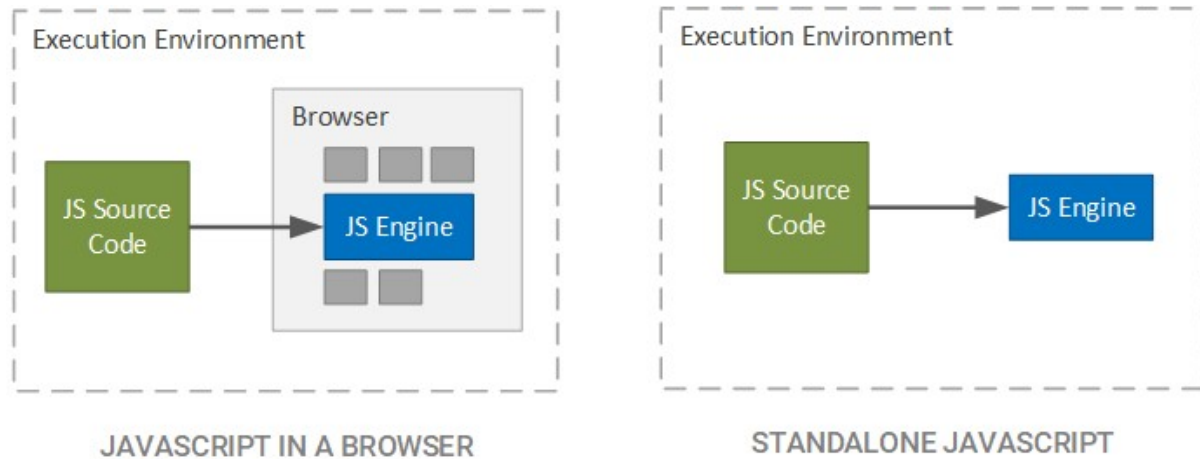 Execution Environment
Browser
JS Source
Code
JS Engine
JAVASCRIPT IN A BROWSER
Execution Environment
JS Source
Code
JS Engine
STANDALONE JAVASCRIPT